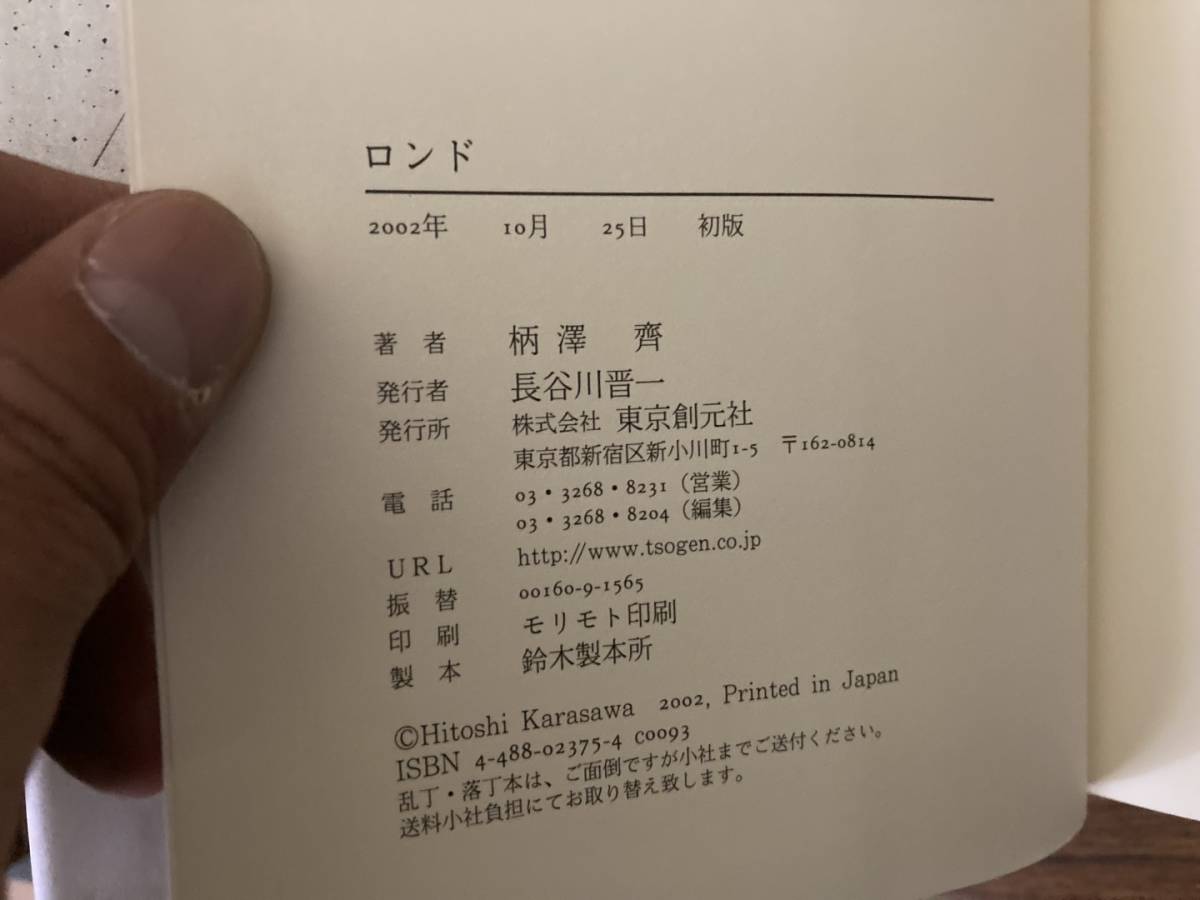 ロンド
2002年 10月 25日 初版
著者 柄澤 齊
発行者 長谷川晋一
発行所 株式会社 東京創元社
東京都新宿区新小川町1-5 〒162-0814
電話 03・3268・8231（営業）
03・3268・8204（編集）
URL http://www.tsogen.co.jp
振替 00160-9-1565
印刷 モリモト印刷
製本 鈴木製本所
©Hitoshi Karasawa 2002, Printed in Japan
ISBN 4-488-02375-4 C0093
乱丁・落丁本は、ご面倒ですが小社までご送付ください。
送料小社負担にてお取り替え致します。